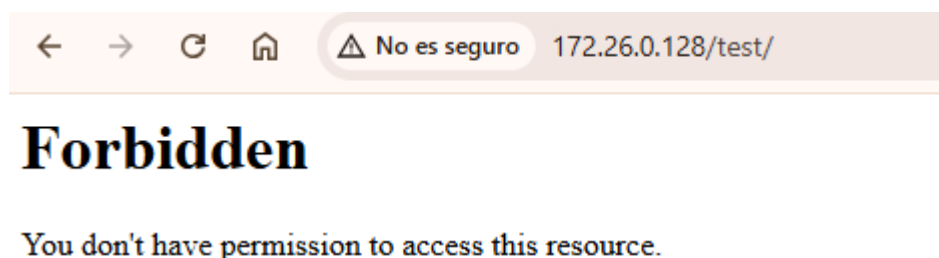 No es seguro 172.26.0.128/test/
Forbidden
You don't have permission to access this resource.